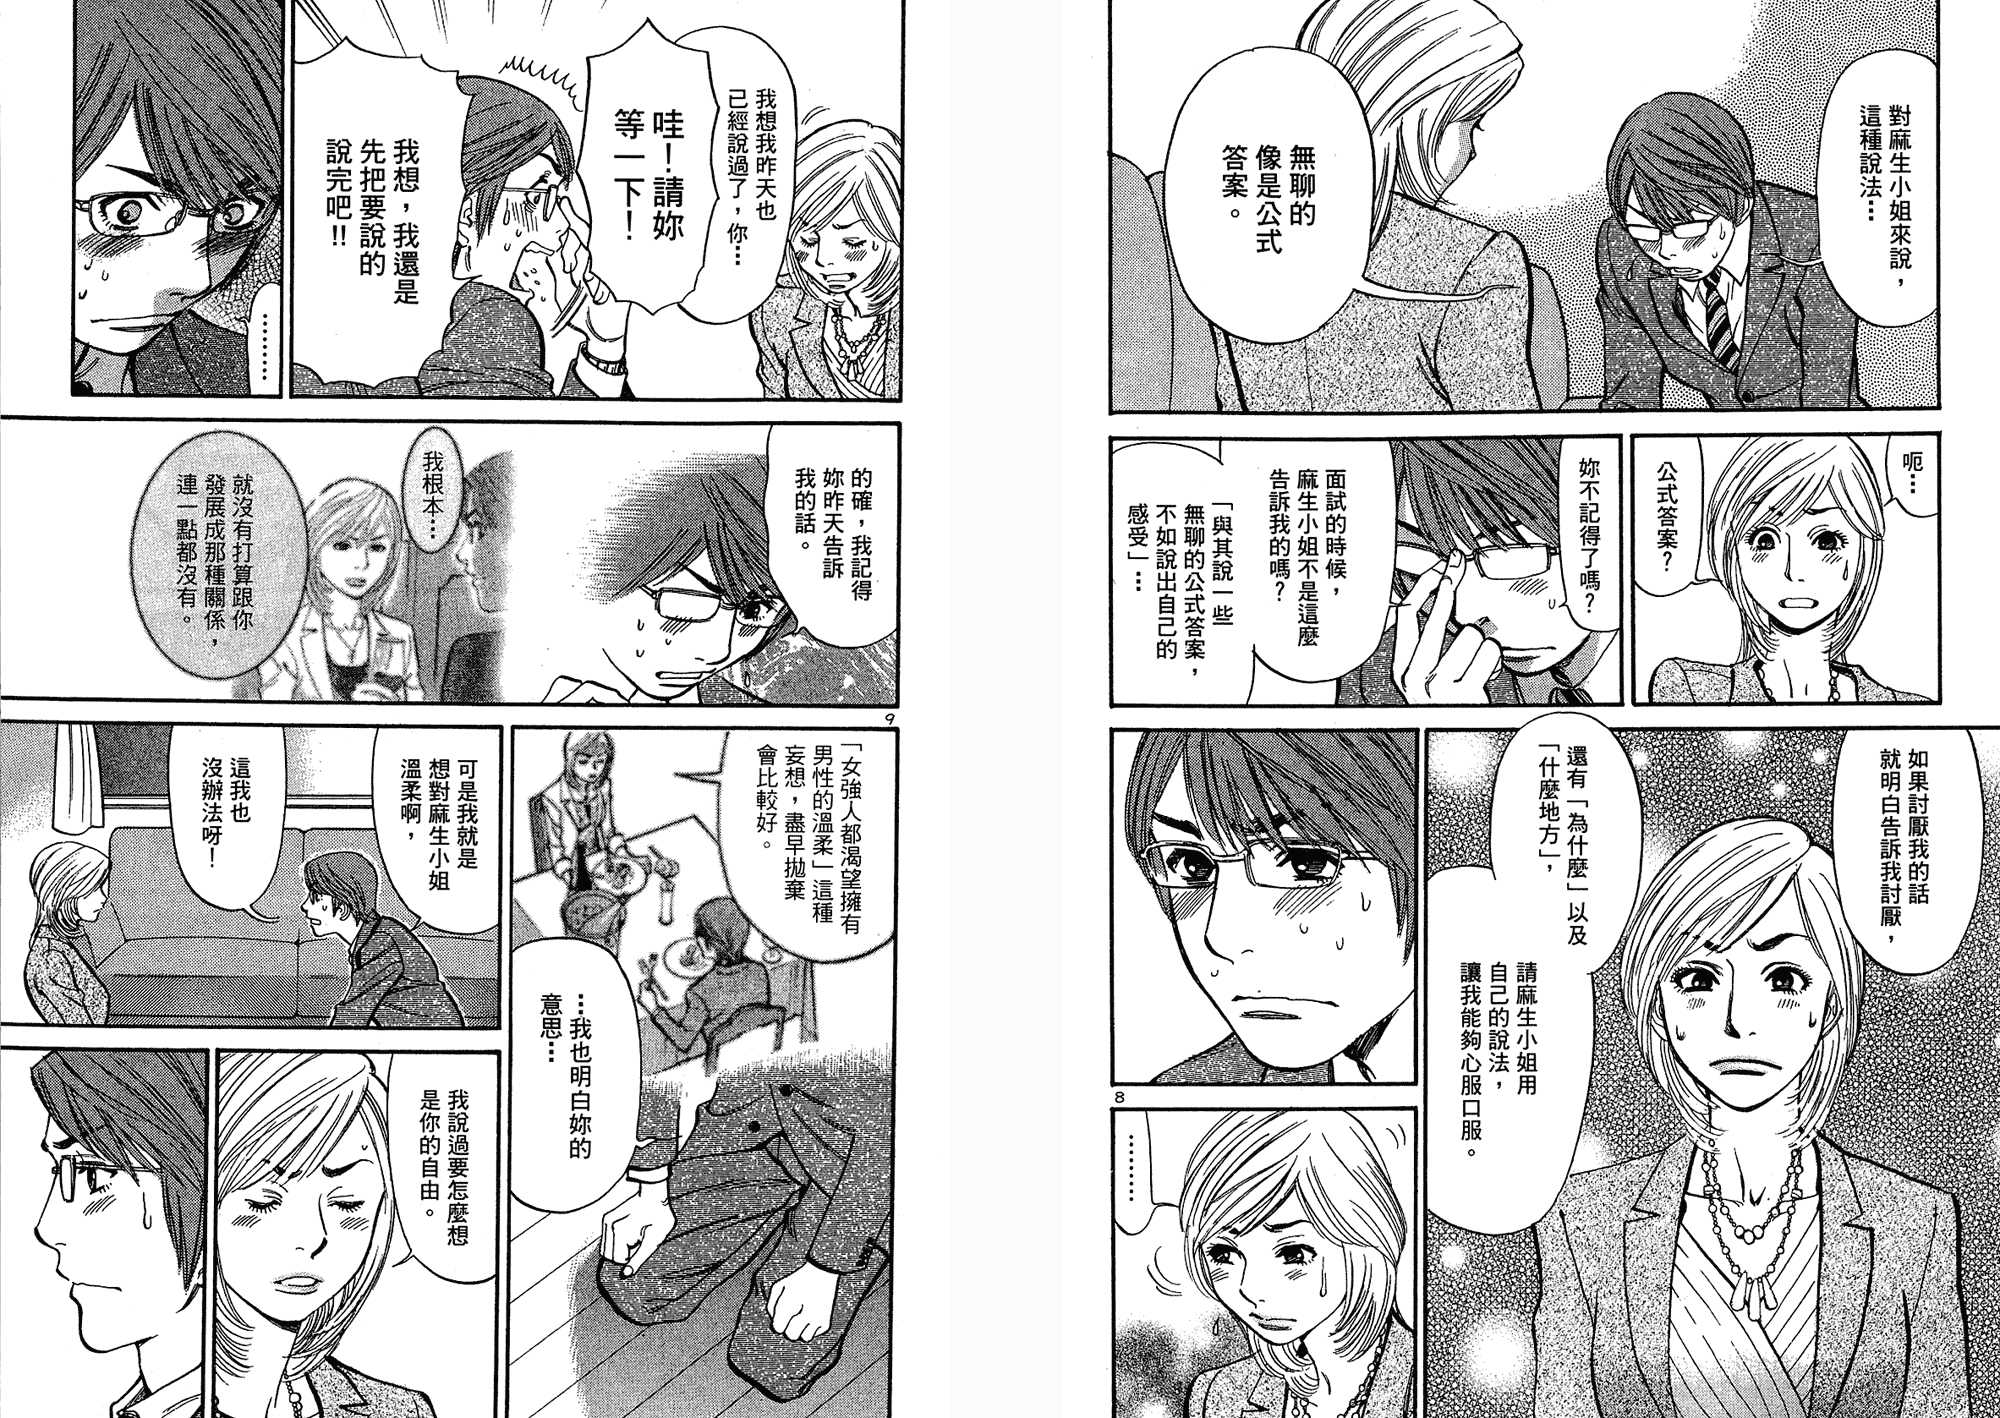 對麻生小姐來說，
這種說法…
無聊的
像是公式
答案。
呃…
公式答案？
妳不記得了嗎？
面試的時候，
麻生小姐不是這麼
告訴我的嗎？
「與其說一些
無聊的公式答案，
不如說出自己的
感受」…
如果討厭我的話
就明白告訴我討厭，
還有「為什麼」以及
「什麼地方」，
請麻生小姐用
自己的說法，
讓我能夠心服口服。
………
8
我想我昨天也
已經說過了，你…
哇！請妳
等一下！
我想，我還是
先把要說的
說完吧!!
………
的確，我記得
妳昨天告訴
我的話。
我根本…
就沒有打算跟你
發展成那種關係，
連一點都沒有。
9
「女強人都渴望擁有
男性的溫柔」這種
妄想，盡早拋棄
會比較好。
…我也明白妳的
意思…
可是我就是
想對麻生小姐
溫柔啊，
這我也
沒辦法呀！
我說過要怎麼想
是你的自由。